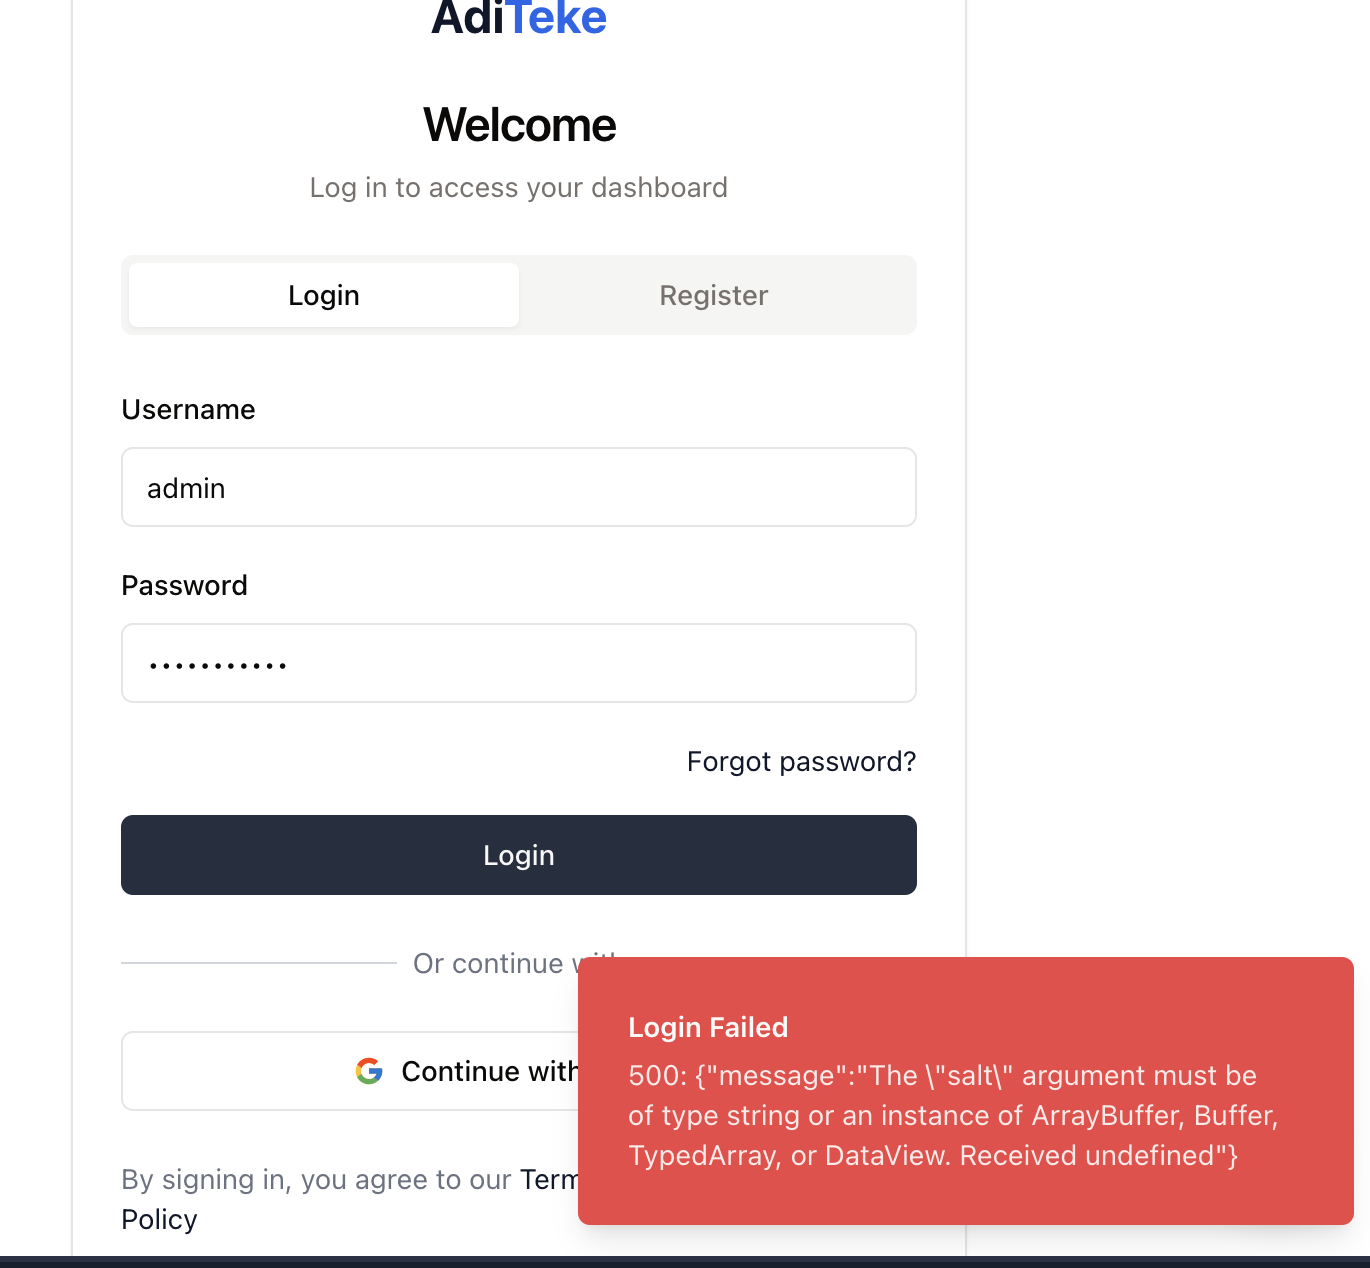 AdiTeke
Welcome
Log in to access your dashboard
Login
Register
Username
admin
Password
Forgot password?
Login
Or continue with
Continue with
By signing in, you agree to our Term
Policy
Login Failed
500: {"message":"The \"salt\" argument must be
of type string or an instance of ArrayBuffer, Buffer,
TypedArray, or DataView. Received undefined"}